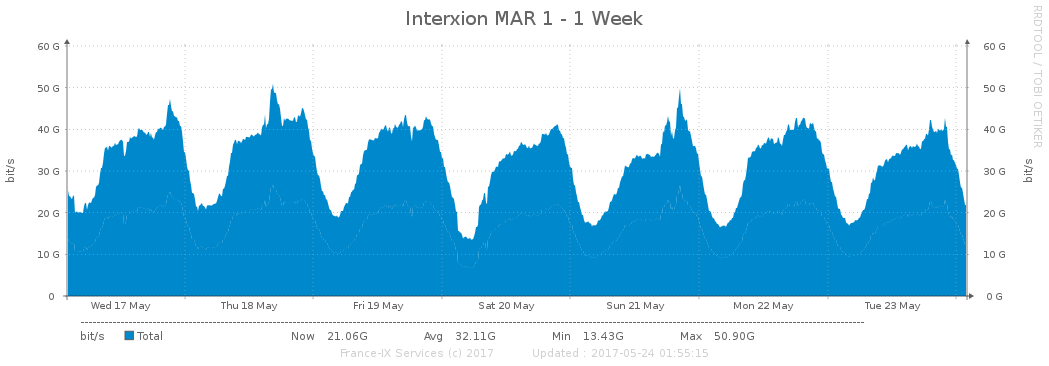 Interxion MAR 1 - 1 Week
RRDTOOL / TOBI OETIKER
60 G 60 G
50 G 50 G
40 G 40 G
30 G 30 G
20 G 20 G
10 G 10 G
0 0 G
bit/s
bit/s
Wed 17 May Thu 18 May Fri 19 May Sat 20 May Sun 21 May Mon 22 May Tue 23 May
bit/s Total Now 21.06G Avg 32.11G Min 13.43G Max 50.90G
France-IX Services (c) 2017 Updated : 2017-05-24 01:55:15